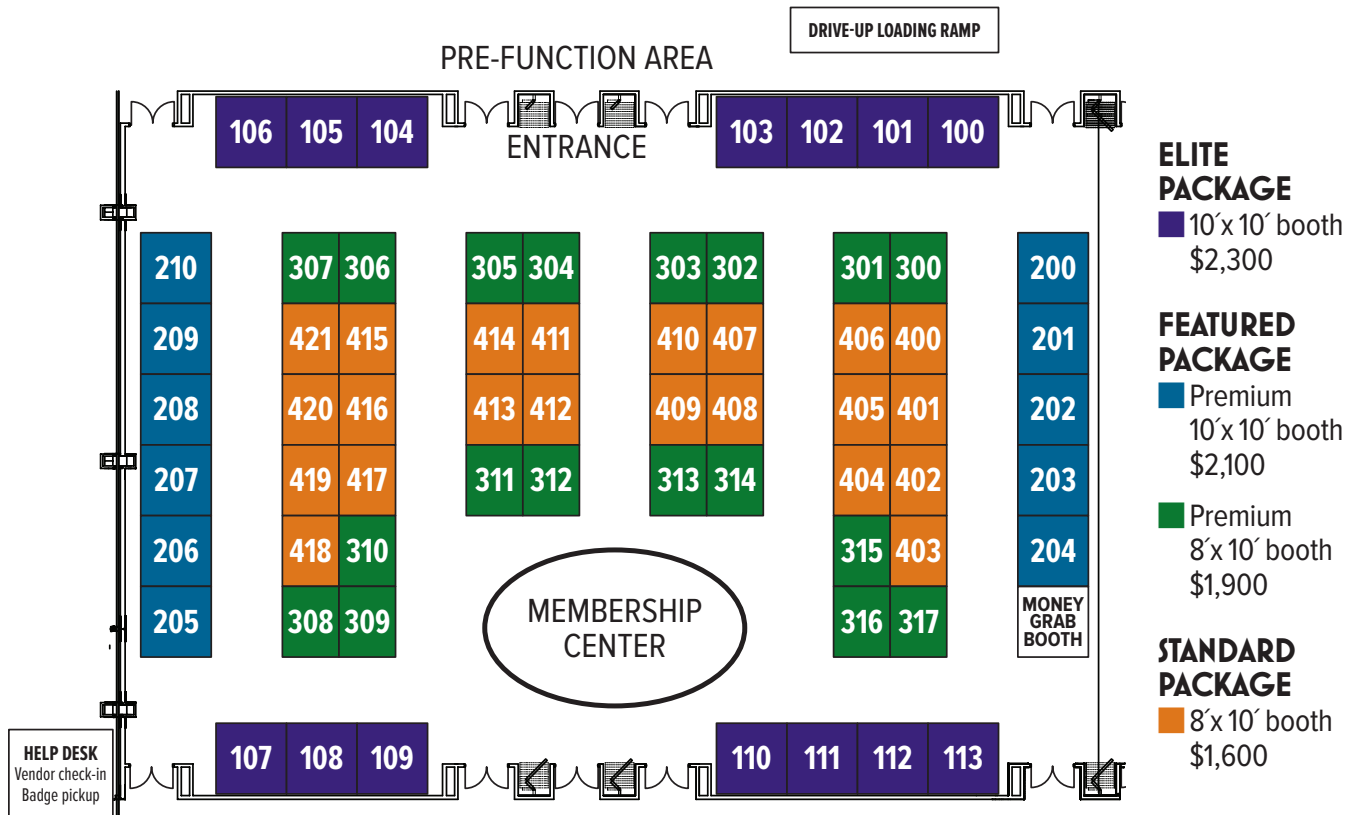 DRIVE-UP LOADING RAMP
PRE-FUNCTION AREA
106 105 104
ENTRANCE
103 102 101 100
210 307 306 305 304 303 302 301 300 200
209 421 415 414 411 410 407 406 400 201
208 420 416 413 412 409 408 405 401 202
207 419 417 311 312 313 314 404 402 203
206 418 310 315 403 204
205 308 309 316 317
MONEY
GRAB
BOOTH
MEMBERSHIP
CENTER
107 108 109 110 111 112 113
HELP DESK
Vendor check-in
Badge pickup
ELITE
PACKAGE
10´x 10´ booth
$2,300
FEATURED
PACKAGE
Premium
10´x 10´ booth
$2,100
Premium
8´x 10´ booth
$1,900
STANDARD
PACKAGE
8´x 10´ booth
$1,600